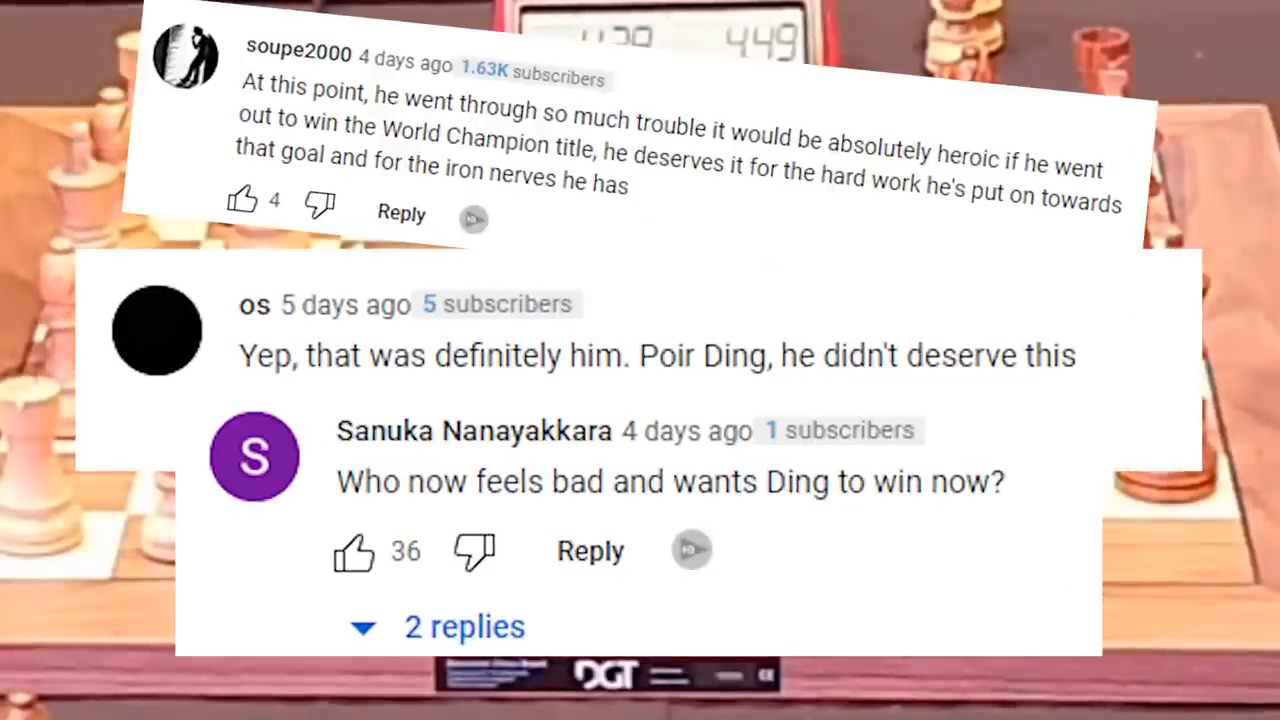 449
soupe2000 4 days ago 1.63K subscribers
At this point, he went through so much trouble it would be absolutely heroic if he went
out to win the World Champion title, he deserves it for the hard work he's put on towards
that goal and for the iron nerves he has
4 Reply
os 5 days ago 5 subscribers
Yep, that was definitely him. Poir Ding, he didn't deserve this
S
Sanuka Nanayakkara 4 days ago 1 subscribers
Who now feels bad and wants Ding to win now?
36 Reply
2 replies
DGT